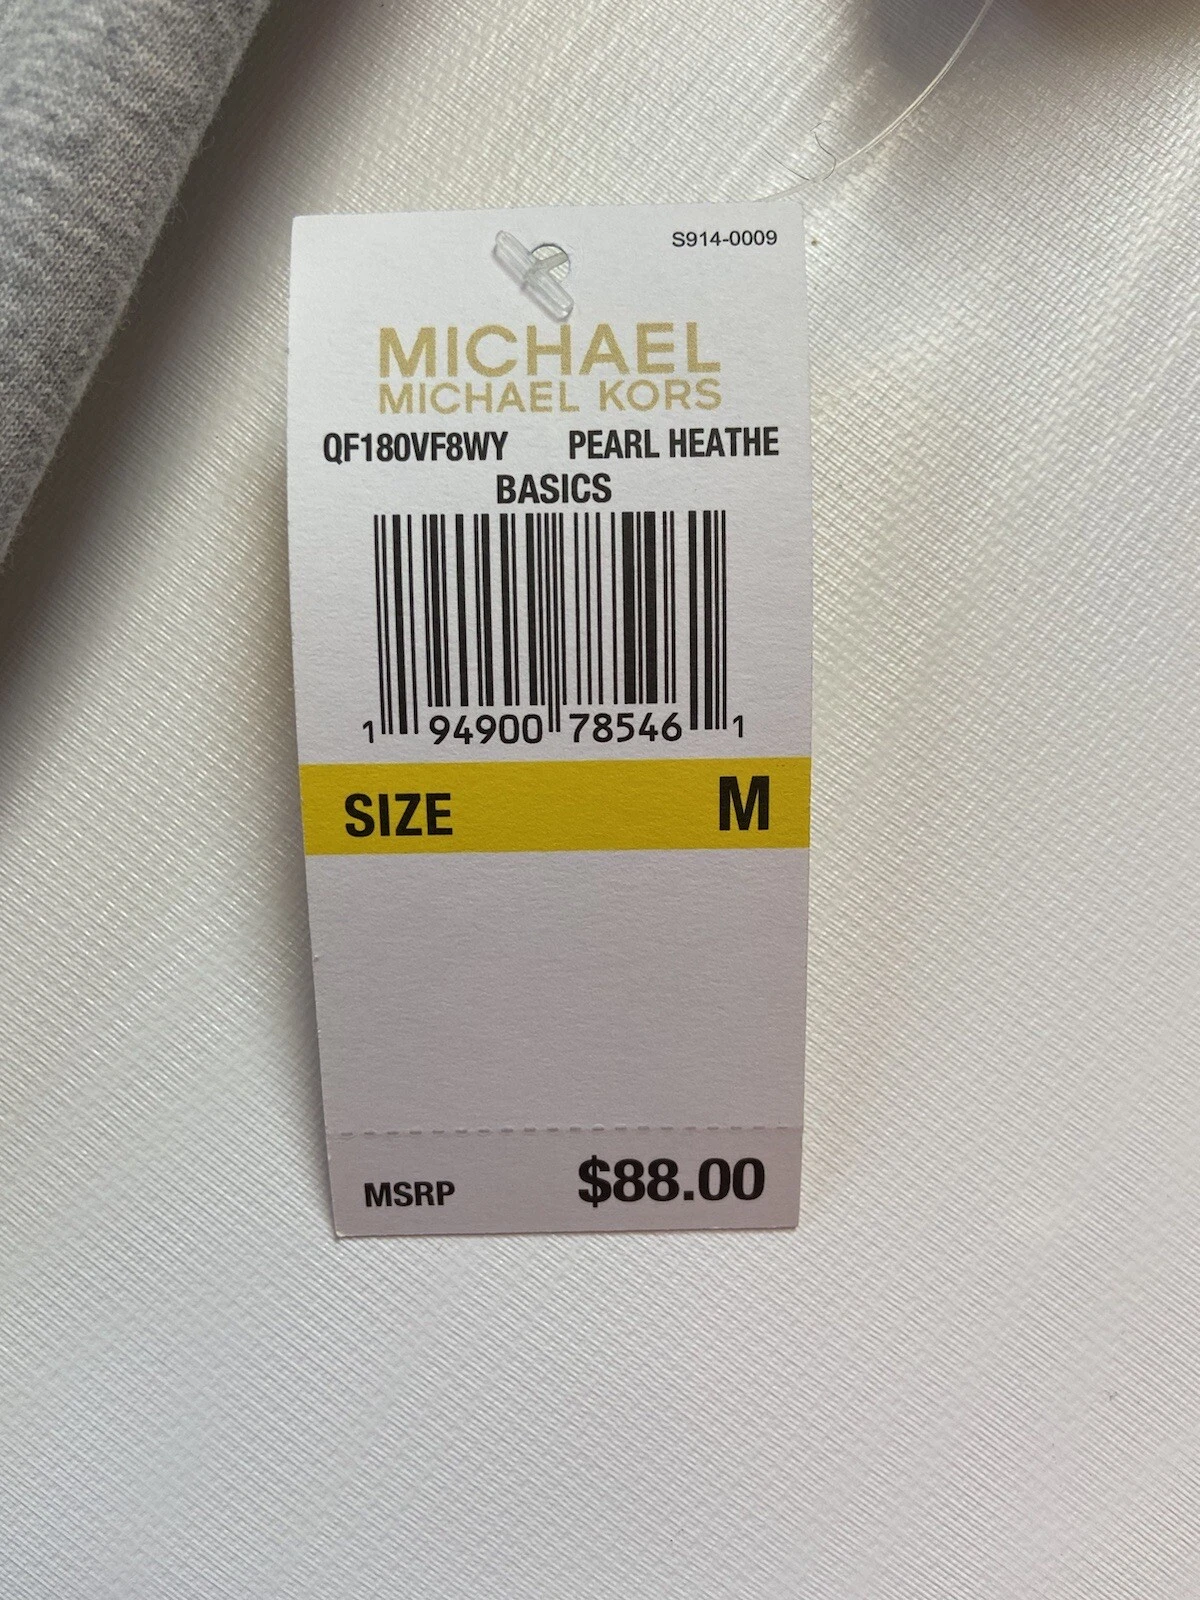 S914-0009
MICHAEL
MICHAEL KORS
QF180VF8WY PEARL HEATHE
BASICS
1 94900 78546 1
SIZE M
MSRP $88.00